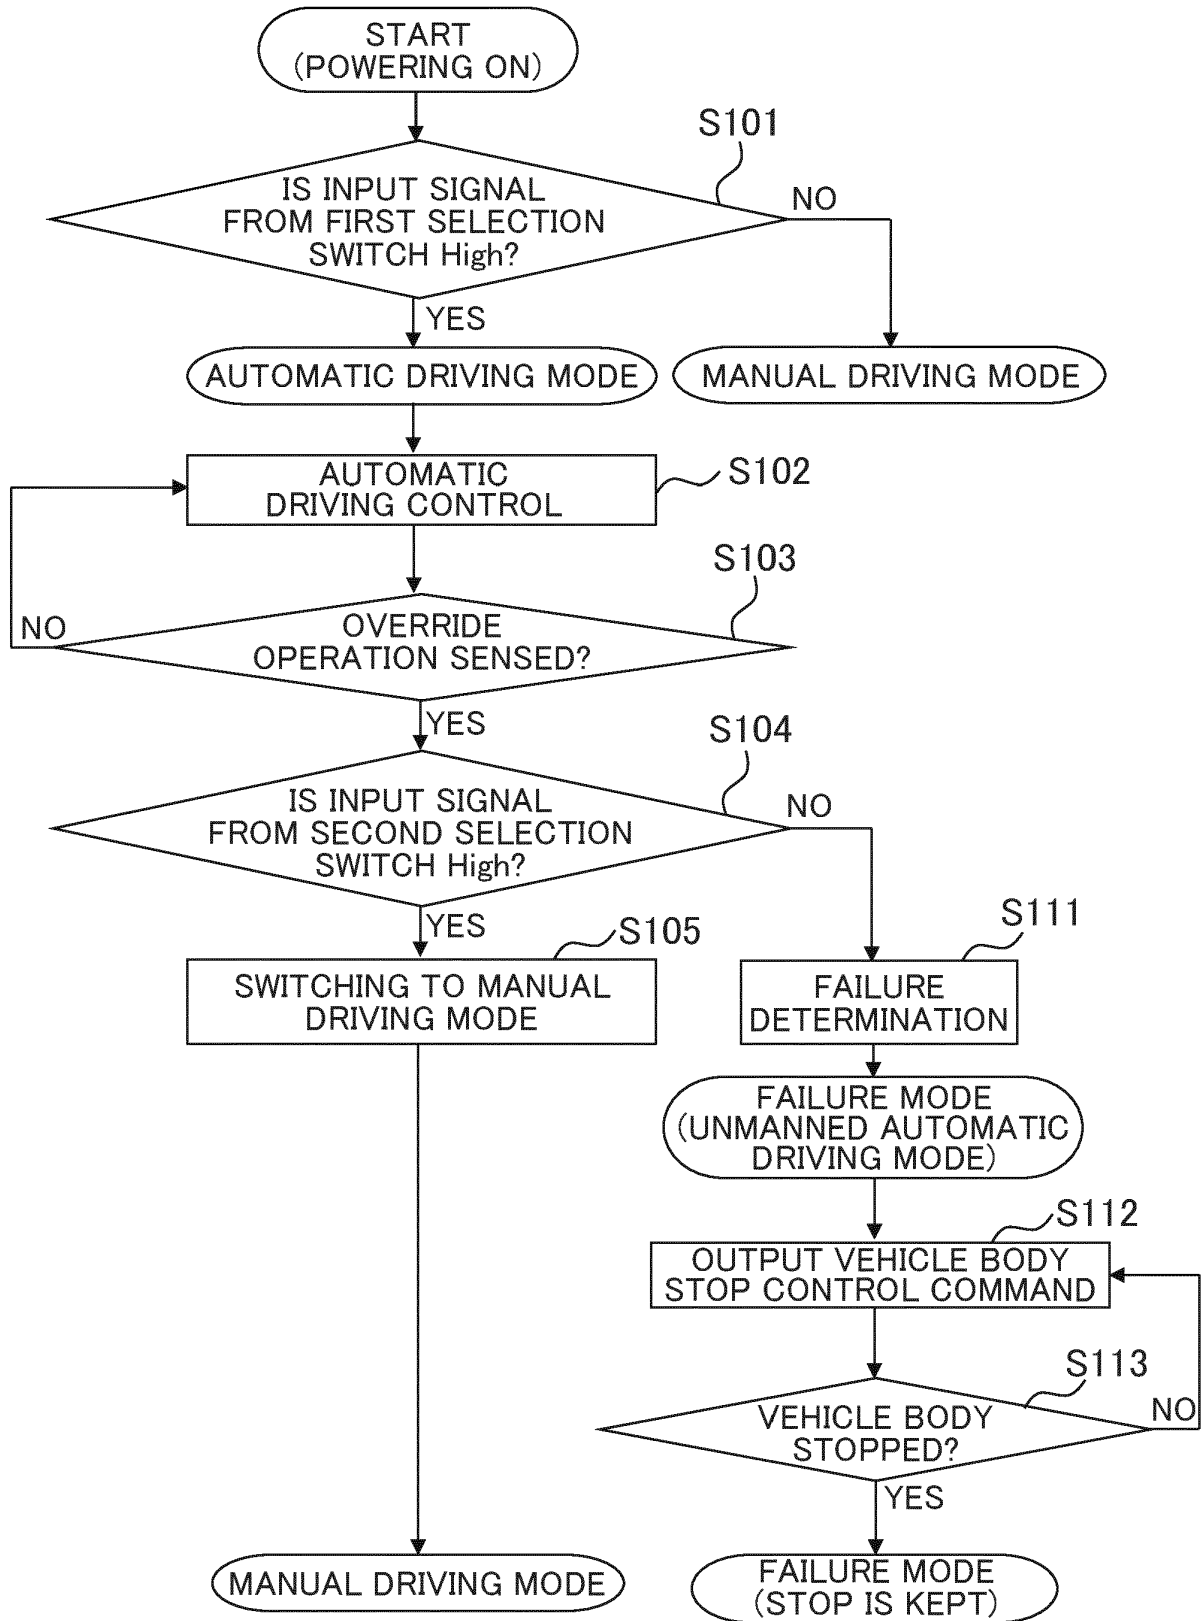 START
(POWERING ON)
S101
IS INPUT SIGNAL
FROM FIRST SELECTION
SWITCH High?
NO
YES
AUTOMATIC DRIVING MODE
MANUAL DRIVING MODE
AUTOMATIC
DRIVING CONTROL
S102
S103
OVERRIDE
OPERATION SENSED?
NO
YES
S104
IS INPUT SIGNAL
FROM SECOND SELECTION
SWITCH High?
NO
YES
S105
SWITCHING TO MANUAL
DRIVING MODE
S111
FAILURE
DETERMINATION
FAILURE MODE
(UNMANNED AUTOMATIC
DRIVING MODE)
S112
OUTPUT VEHICLE BODY
STOP CONTROL COMMAND
S113
VEHICLE BODY
STOPPED?
NO
YES
MANUAL DRIVING MODE
FAILURE MODE
(STOP IS KEPT)